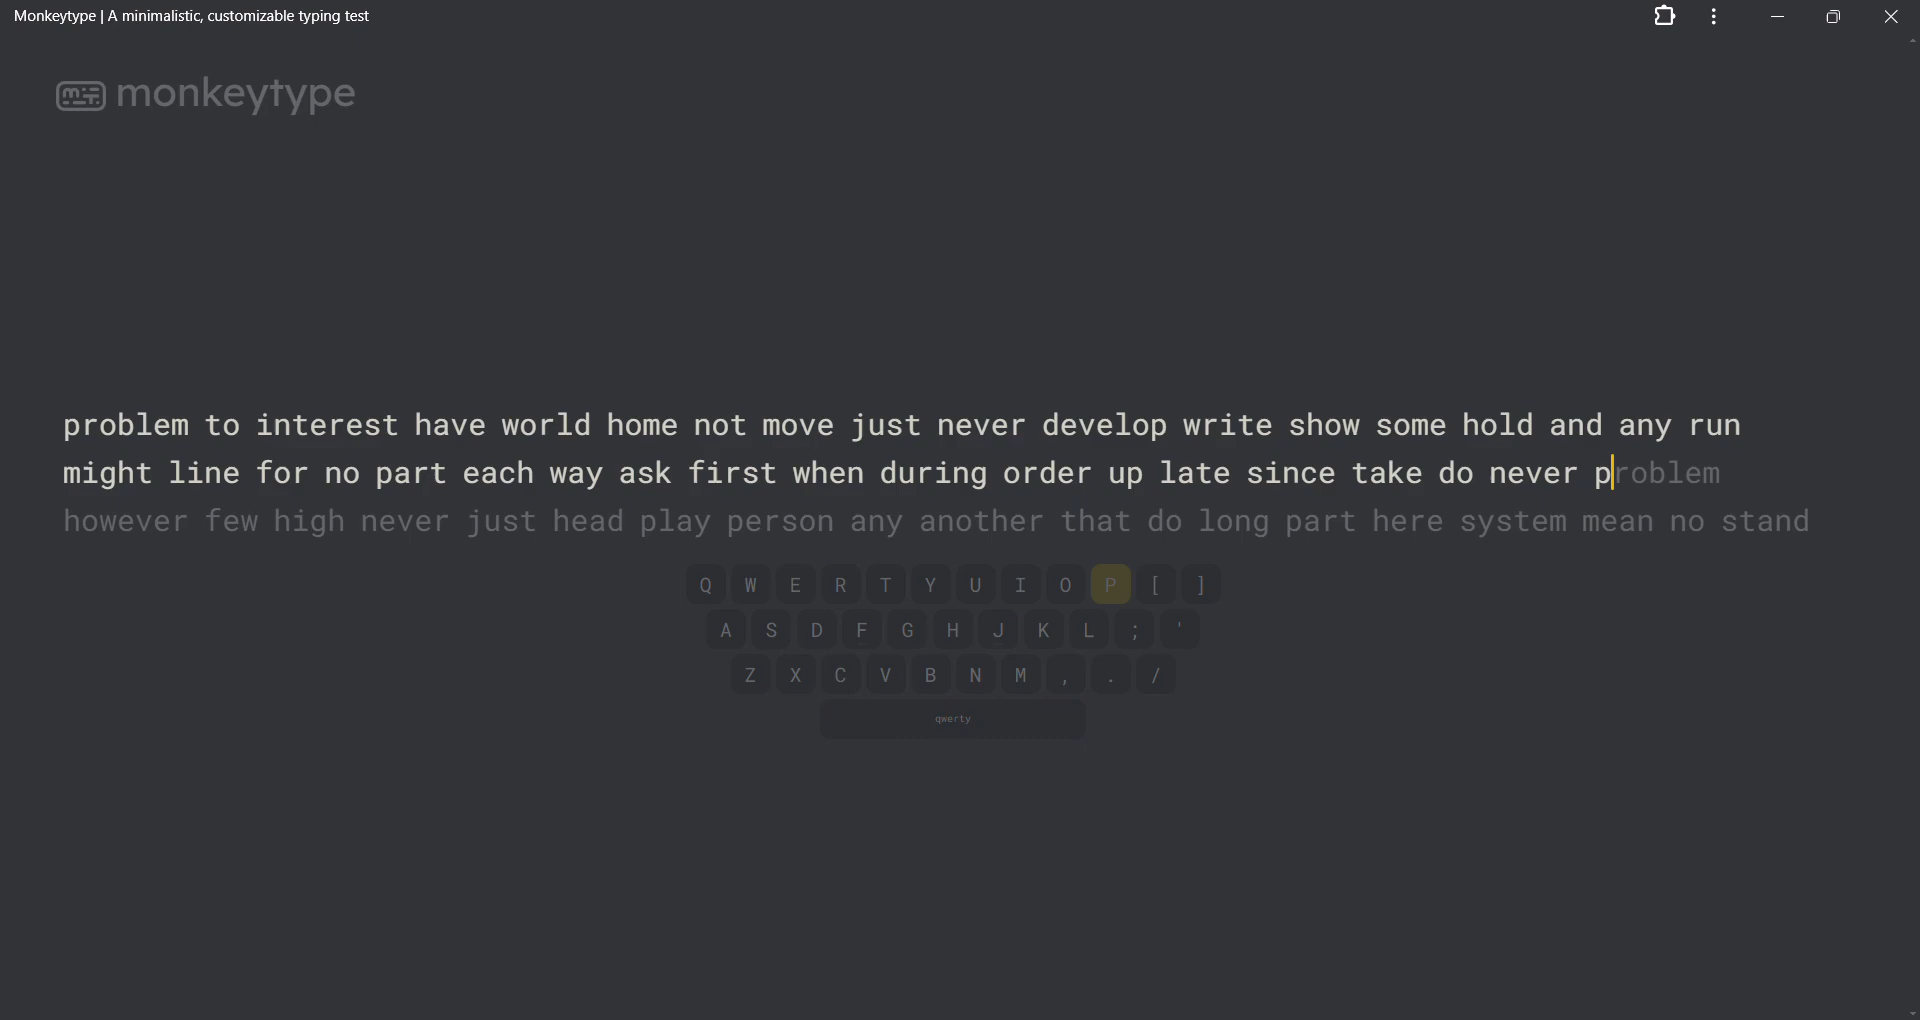 Monkeytype | A minimalistic, customizable typing test
monkeytype
problem to interest have world home not move just never develop write show some hold and any run
might line for no part each way ask first when during order up late since take do never problem
however few high never just head play person any another that do long part here system mean no stand
Q W E R T Y U I O P [ ]
A S D F G H J K L ; '
Z X C V B N M , . /
qwerty